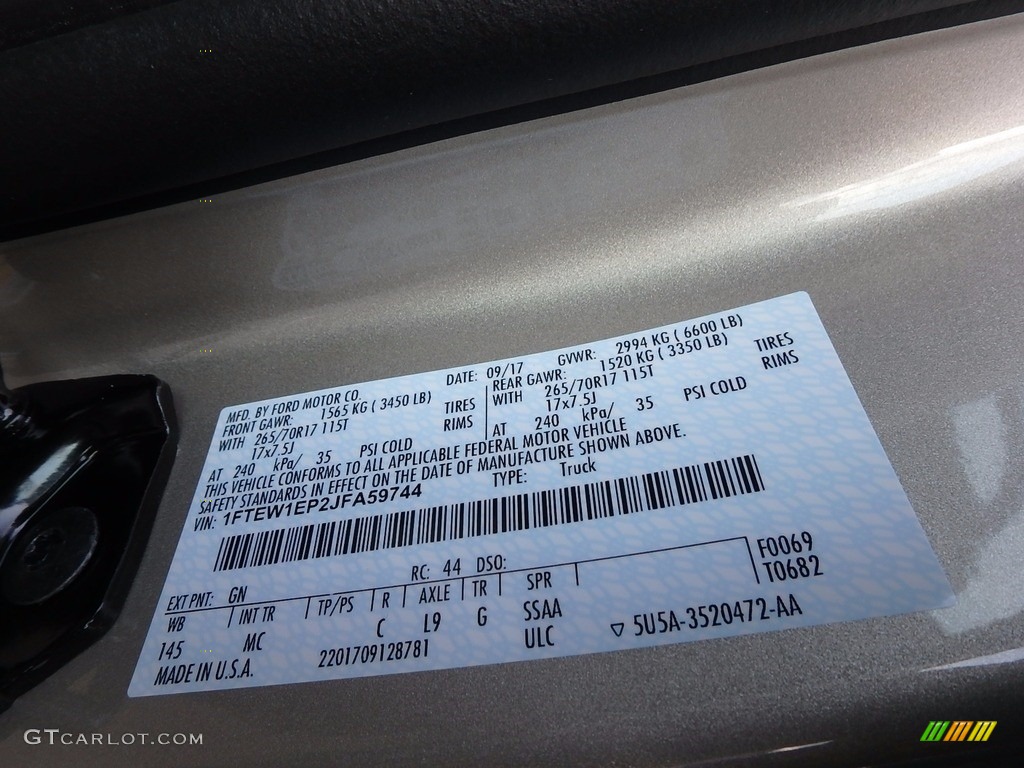 MFD. BY FORD MOTOR CO.
DATE: 09/17
GVWR: 2994 KG ( 6600 LB)
FRONT GAWR: 1565 KG ( 3450 LB)
REAR GAWR: 1520 KG ( 3350 LB)
WITH 265/70R17 115T TIRES
WITH 265/70R17 115T TIRES
17x7.5J RIMS
17x7.5J RIMS
AT 240 kPa/ 35 PSI COLD
AT 240 kPa/ 35 PSI COLD
THIS VEHICLE CONFORMS TO ALL APPLICABLE FEDERAL MOTOR VEHICLE
SAFETY STANDARDS IN EFFECT ON THE DATE OF MANUFACTURE SHOWN ABOVE.
VIN: 1FTEW1EP2JFA59744
TYPE: Truck
EXT PNT: GN RC: 44 DSO: F0069
WB INT TR TP/PS R AXLE TR SPR T0682
145 MC C L9 G SSAA
MADE IN U.S.A. 2201709128781 ULC ▽ 5U5A-3520472-AA
GTCARLOT.COM